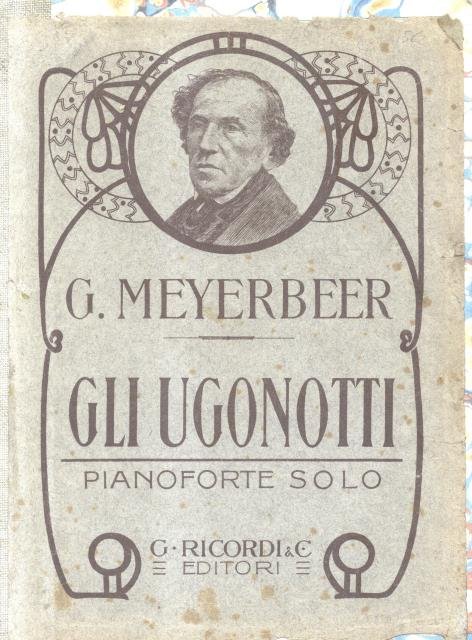 G. MEYERBEER
GLI UGONOTTI
PIANOFORTE SOLO
G. RICORDI & C
EDITORI